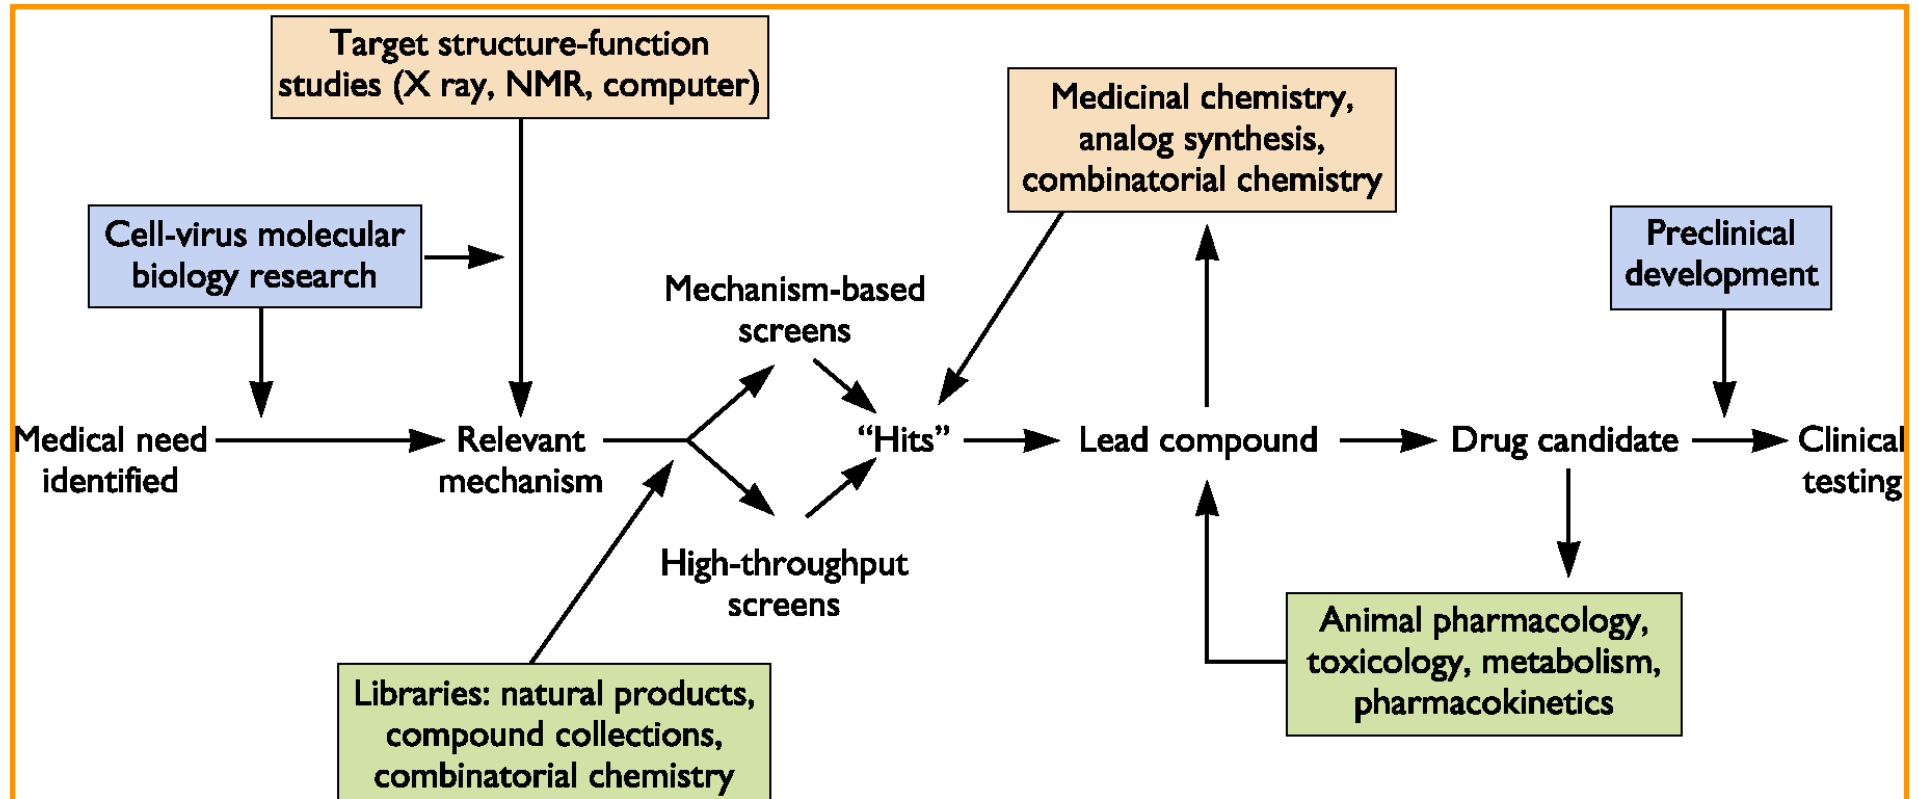 Target structure-function
studies (X ray, NMR, computer)
Medicinal chemistry,
analog synthesis,
combinatorial chemistry
Cell-virus molecular
biology research
Preclinical
development
Mechanism-based
screens
Medical need
identified
Relevant
mechanism
“Hits”
Lead compound
Drug candidate
Clinical
testing
High-throughput
screens
Animal pharmacology,
toxicology, metabolism,
pharmacokinetics
Libraries: natural products,
compound collections,
combinatorial chemistry